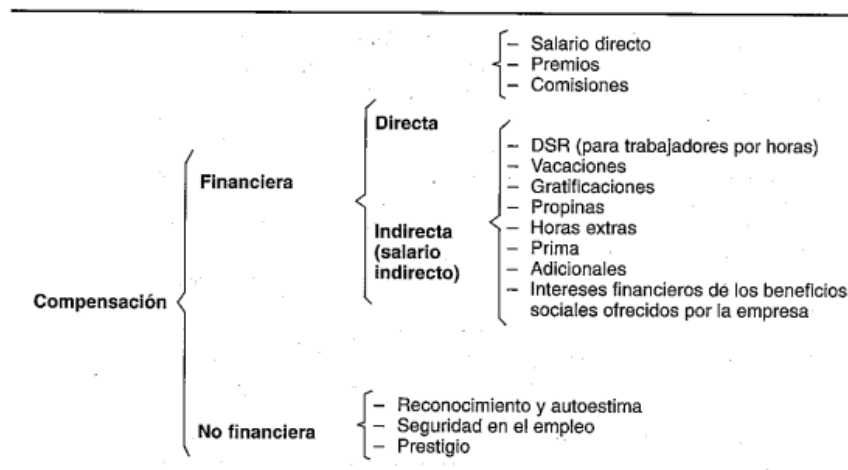 Compensación
Financiera
Directa
– Salario directo
– Premios
– Comisiones
Indirecta
(salario
indirecto)
– DSR (para trabajadores por horas)
– Vacaciones
– Gratificaciones
– Propinas
– Horas extras
– Prima
– Adicionales
– Intereses financieros de los beneficios
sociales ofrecidos por la empresa
No financiera
– Reconocimiento y autoestima
– Seguridad en el empleo
– Prestigio